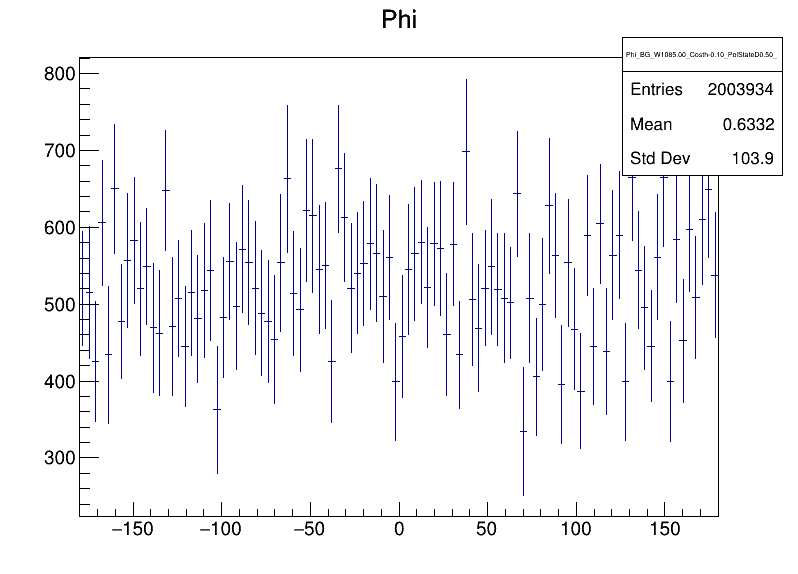 Phi
Phi_BG_W1085.00_Costh-0.10_PolStateD0.50_
Entries 2003934
Mean 0.6332
Std Dev 103.9
800
700
600
500
400
300
−150 −100 −50 0 50 100 150